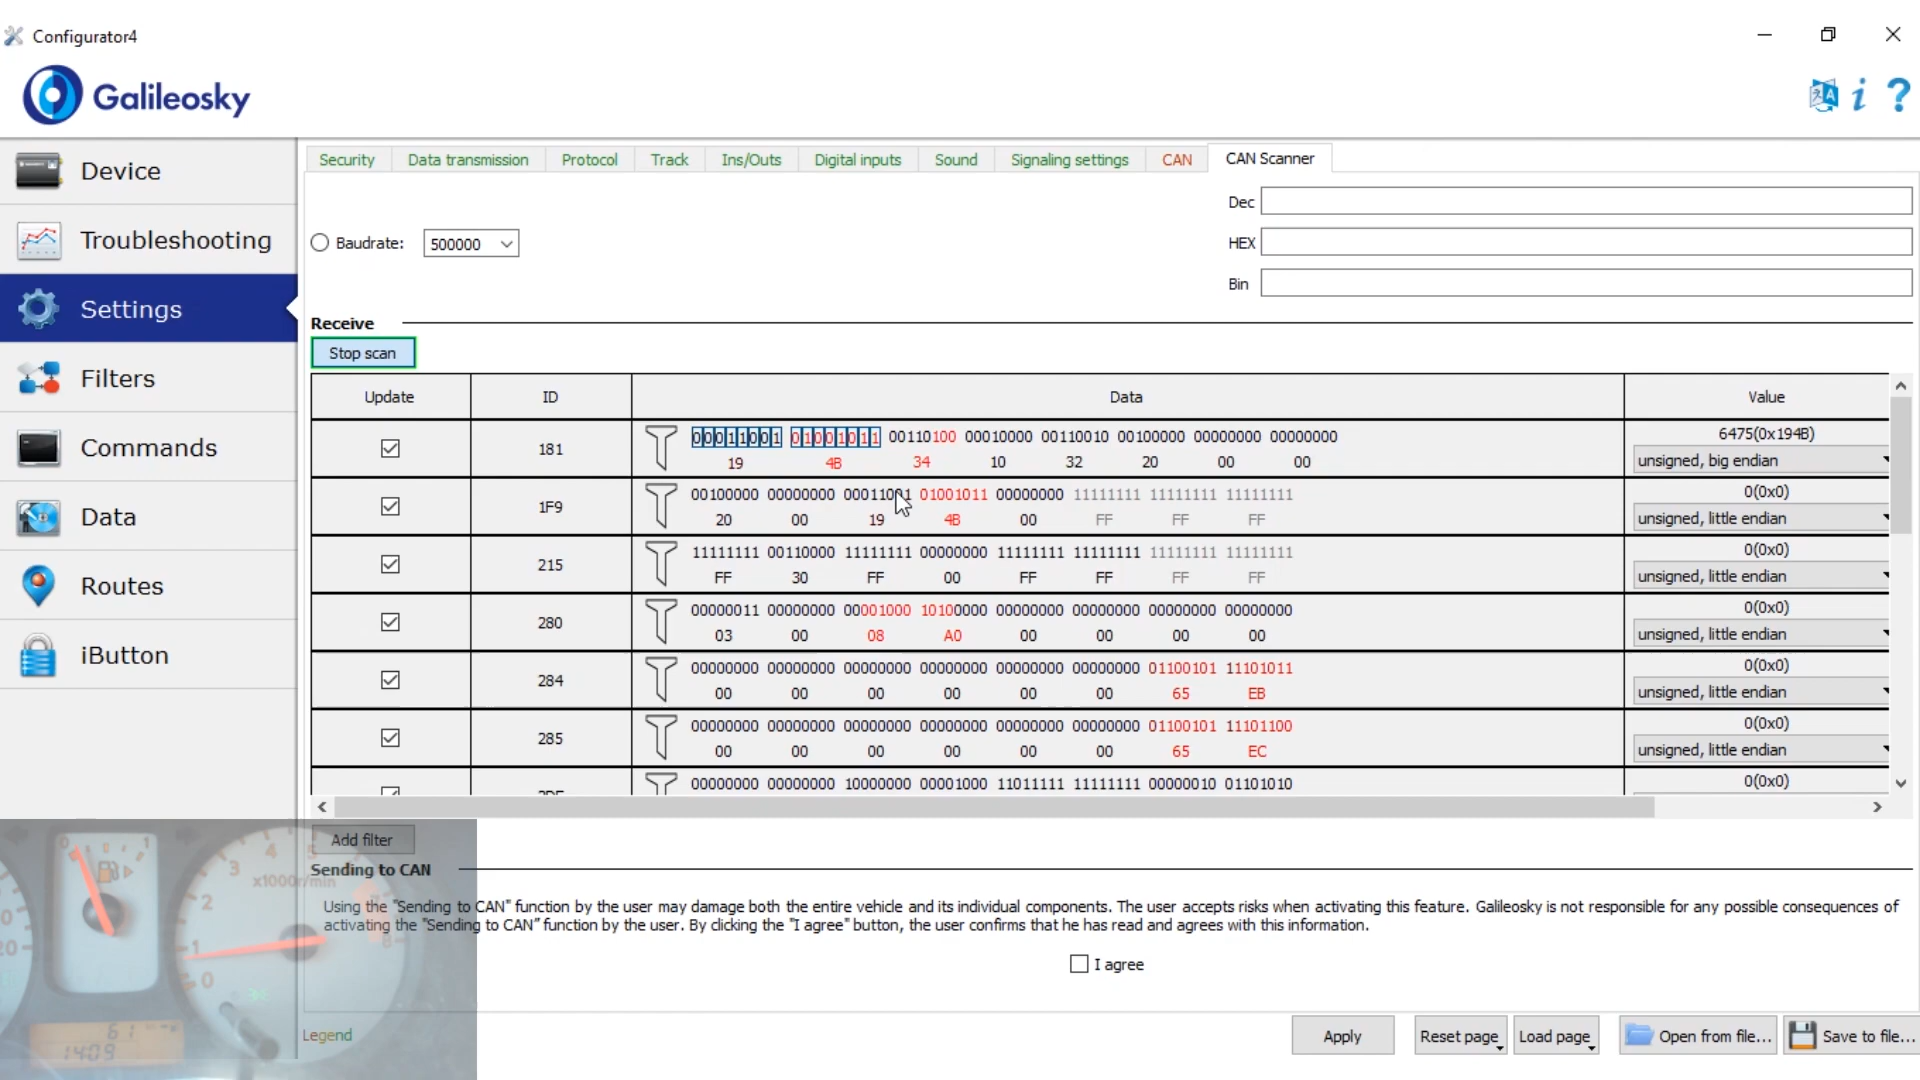 Configurator4
Galileosky
Device
Troubleshooting
Settings
Filters
Commands
Data
Routes
iButton
Security Data transmission Protocol Track Ins/Outs Digital inputs Sound Signaling settings CAN CAN Scanner
Dec
Baudrate: 500000
HEX
Bin
Receive
Stop scan
Update ID Data Value
181 00011001 01001011 00110100 00010000 00110010 00100000 00000000 00000000 6475(0x194B)
19 4B 34 10 32 20 00 00 unsigned, big endian
1F9 00100000 00000000 00011001 01001011 00000000 11111111 11111111 11111111 0(0x0)
20 00 19 4B 00 FF FF FF unsigned, little endian
215 11111111 00110000 11111111 00000000 11111111 11111111 11111111 11111111 0(0x0)
FF 30 FF 00 FF FF FF FF unsigned, little endian
280 00000011 00000000 00001000 10100000 00000000 00000000 00000000 00000000 0(0x0)
03 00 08 A0 00 00 00 00 unsigned, little endian
284 00000000 00000000 00000000 00000000 00000000 00000000 01100101 11101011 0(0x0)
00 00 00 00 00 00 65 EB unsigned, little endian
285 00000000 00000000 00000000 00000000 00000000 00000000 01100101 11101100 0(0x0)
00 00 00 00 00 00 65 EC unsigned, little endian
00000000 00000000 10000000 00001000 11011111 11111111 00000010 01101010 0(0x0)
Add filter
Sending to CAN
Using the "Sending to CAN" function by the user may damage both the entire vehicle and its individual components. The user accepts risks when activating this feature. Galileosky is not responsible for any possible consequences of
activating the "Sending to CAN" function by the user. By clicking the "I agree" button, the user confirms that he has read and agrees with this information.
I agree
Legend
Apply Reset page Load page Open from file... Save to file...
0 1
0 1 2 3 4 5
x1000r/min
61
1409